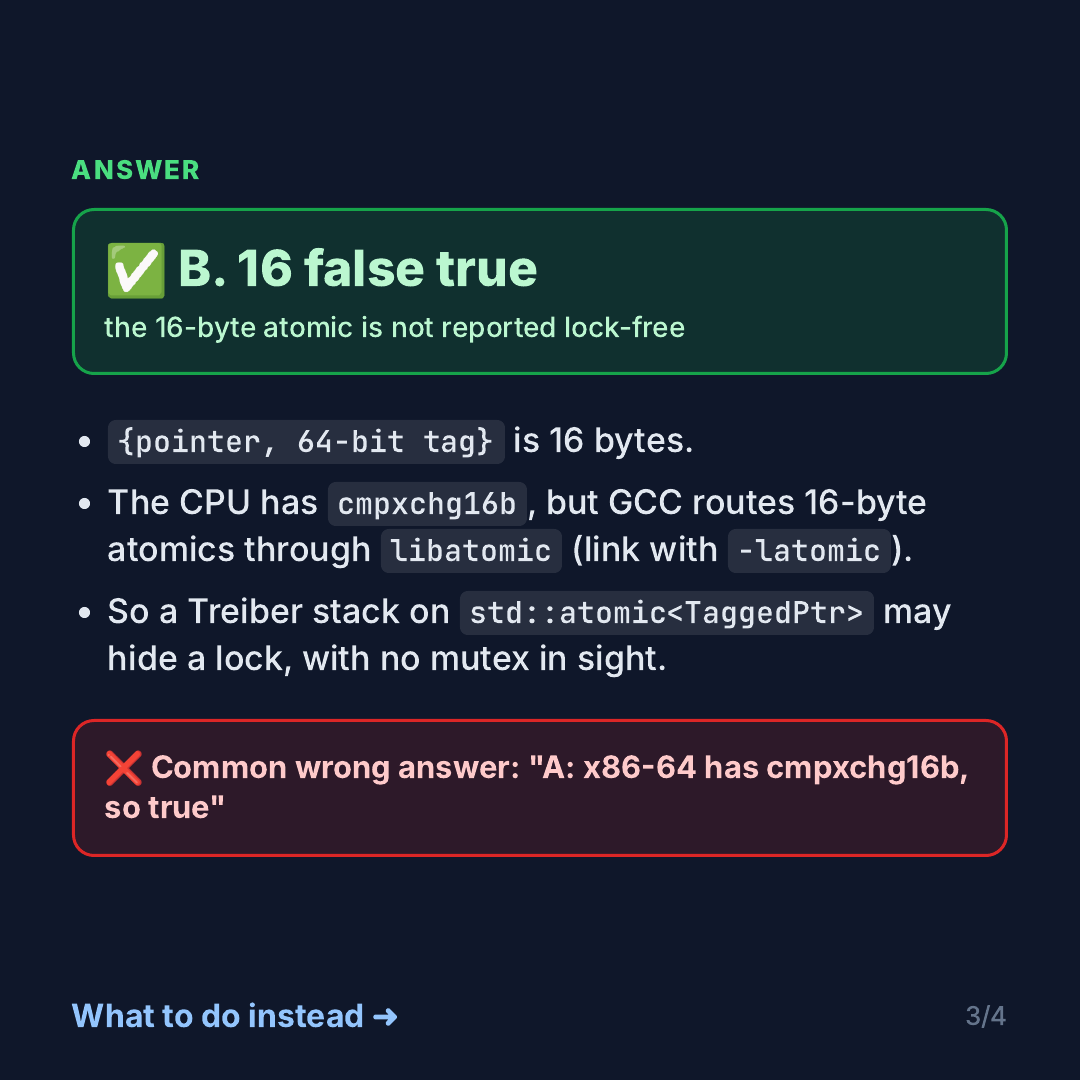 ANSWER
✅ B. 16 false true
the 16-byte atomic is not reported lock-free
• {pointer, 64-bit tag} is 16 bytes.
• The CPU has cmpxchg16b, but GCC routes 16-byte
atomics through libatomic (link with -latomic).
• So a Treiber stack on std::atomic<TaggedPtr> may
hide a lock, with no mutex in sight.
❌ Common wrong answer: "A: x86-64 has cmpxchg16b,
so true"
What to do instead ➜
3/4